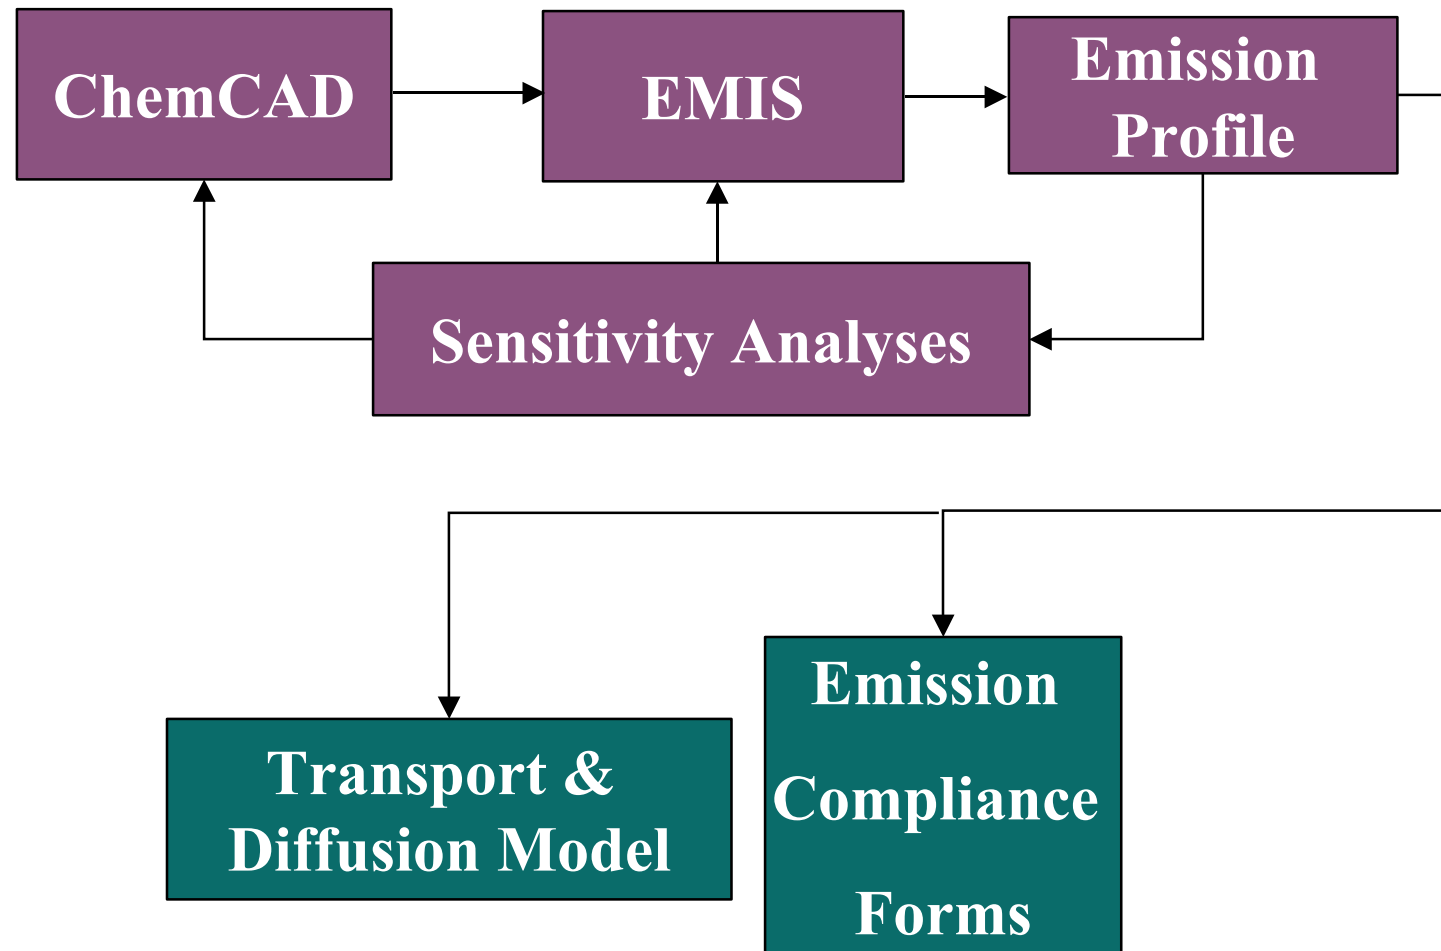 ChemCAD
EMIS
Emission
Profile
Sensitivity Analyses
Transport &
Diffusion Model
Emission
Compliance
Forms